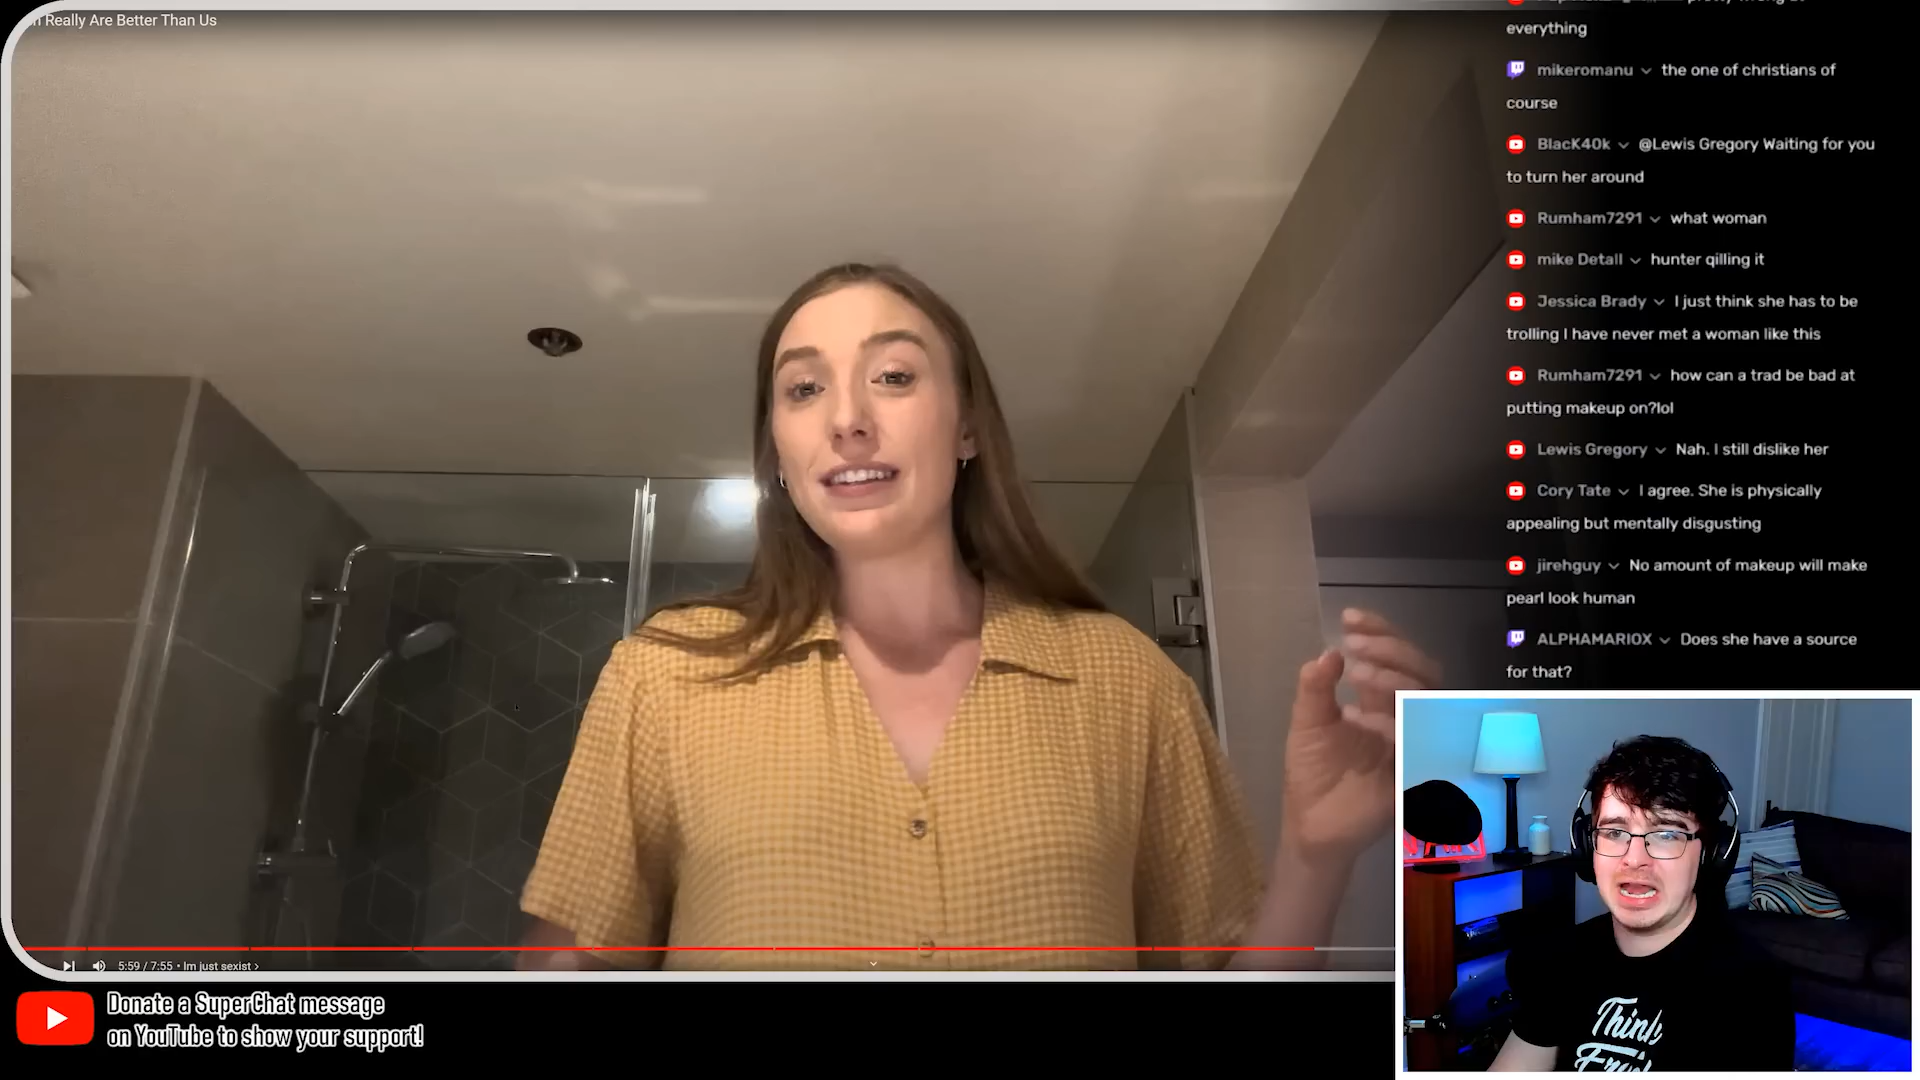 Really Are Better Than Us
everything
mikeromanu the one of christians of
course
BlacK40k @Lewis Gregory Waiting for you
to turn her around
Rumham7291 what woman
mike Detall hunter qilling it
Jessica Brady I just think she has to be
trolling I have never met a woman like this
Rumham7291 how can a trad be bad at
putting makeup on?lol
Lewis Gregory Nah. I still dislike her
Cory Tate I agree. She is physically
appealing but mentally disgusting
jirehguy No amount of makeup will make
pearl look human
ALPHAMARIOX Does she have a source
for that?
5:59 / 7:55 • Im just sexist ›
Donate a SuperChat message
on YouTube to show your support!
Think